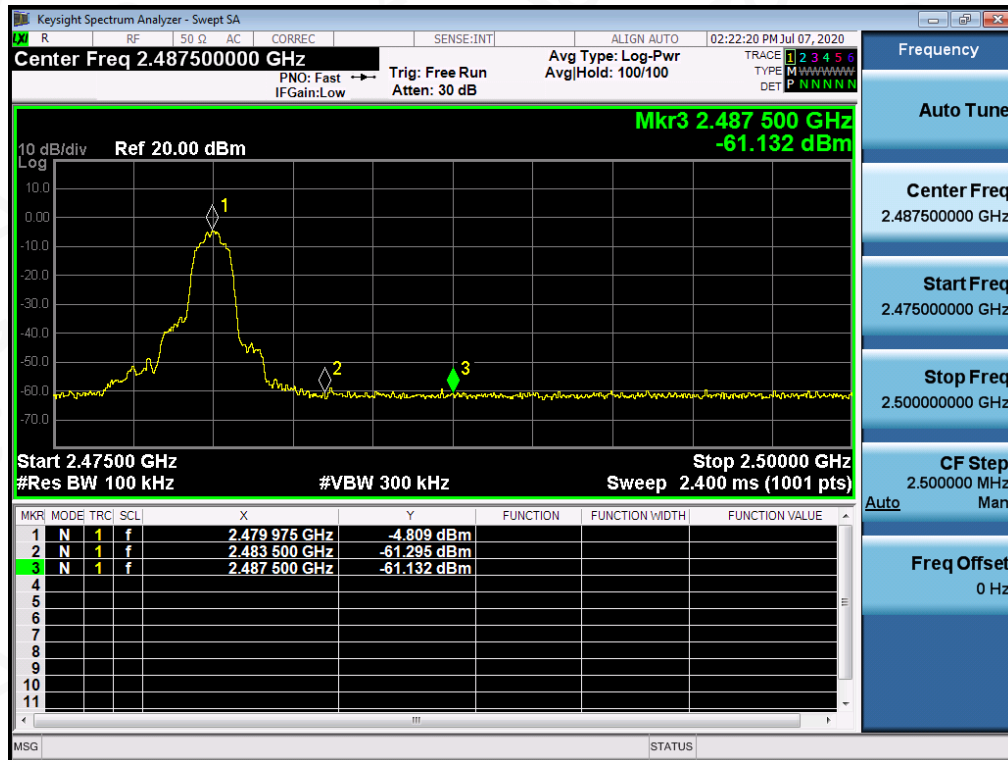 Keysight Spectrum Analyzer - Swept SA
LXI R RF 50 Ω AC CORREC SENSE:INT ALIGN AUTO 02:22:20 PM Jul 07, 2020
Center Freq 2.487500000 GHz
PNO: Fast
IFGain:Low
Trig: Free Run
Atten: 30 dB
Avg Type: Log-Pwr
Avg|Hold: 100/100
TRACE 1 2 3 4 5 6
TYPE M W W W W W
DET P N N N N N
Mkr3 2.487 500 GHz
-61.132 dBm
10 dB/div Ref 20.00 dBm
Log
10.0
0.00
-10.0
-20.0
-30.0
-40.0
-50.0
-60.0
-70.0
1
2
3
Start 2.47500 GHz Stop 2.50000 GHz
#Res BW 100 kHz #VBW 300 kHz Sweep 2.400 ms (1001 pts)
MKR MODE TRC SCL X Y FUNCTION FUNCTION WIDTH FUNCTION VALUE
1 N 1 f 2.479 975 GHz -4.809 dBm
2 N 1 f 2.483 500 GHz -61.295 dBm
3 N 1 f 2.487 500 GHz -61.132 dBm
4
5
6
7
8
9
10
11
MSG STATUS
Frequency
Auto Tune
Center Freq
2.487500000 GHz
Start Freq
2.475000000 GHz
Stop Freq
2.500000000 GHz
CF Step
2.500000 MHz
Auto Man
Freq Offset
0 Hz